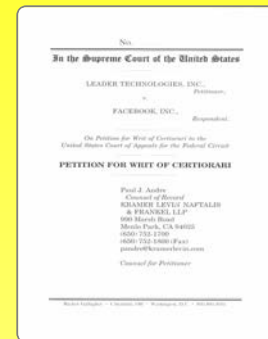 No.
In the Supreme Court of the United States
LEADER TECHNOLOGIES, INC.,
Petitioner,
v.
FACEBOOK, INC.,
Respondent.
On Petition for Writ of Certiorari to the
United States Court of Appeals for the Federal Circuit
PETITION FOR WRIT OF CERTIORARI
Paul J. Andre
Counsel of Record
KRAMER LEVIN NAFTALIS
& FRANKEL LLP
990 Marsh Road
Menlo Park, CA 94025
(650) 752-1700
(650) 752-1800 (Fax)
pandre@kramerlevin.com
Counsel for Petitioner